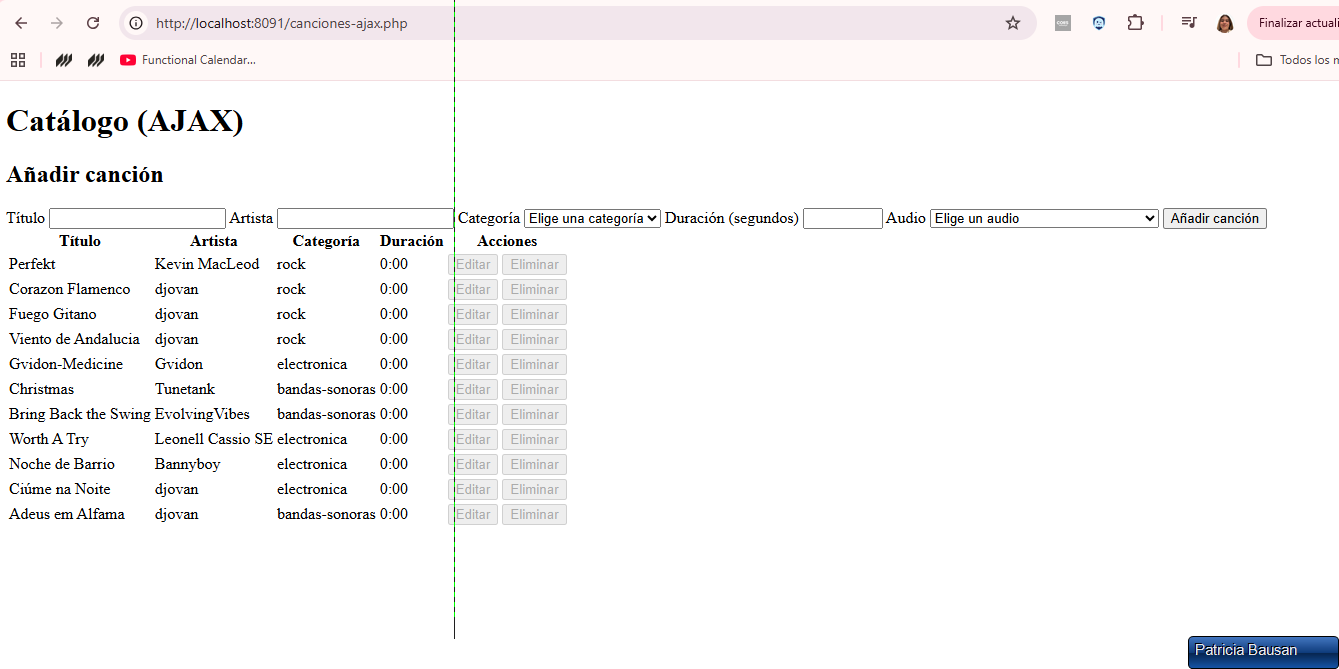 http://localhost:8091/canciones-ajax.php
Finalizar actuali
Functional Calendar...
Todos los m
Catálogo (AJAX)
Añadir canción
Título Artista Categoría Elige una categoría Duración (segundos) Audio Elige un audio Añadir canción
Título Artista Categoría Duración Acciones
Perfekt Kevin MacLeod rock 0:00 Editar Eliminar
Corazon Flamenco djovan rock 0:00 Editar Eliminar
Fuego Gitano djovan rock 0:00 Editar Eliminar
Viento de Andalucia djovan rock 0:00 Editar Eliminar
Gvidon-Medicine Gvidon electronica 0:00 Editar Eliminar
Christmas Tunetank bandas-sonoras 0:00 Editar Eliminar
Bring Back the Swing EvolvingVibes bandas-sonoras 0:00 Editar Eliminar
Worth A Try Leonell Cassio SE electronica 0:00 Editar Eliminar
Noche de Barrio Bannyboy electronica 0:00 Editar Eliminar
Ciúme na Noite djovan electronica 0:00 Editar Eliminar
Adeus em Alfama djovan bandas-sonoras 0:00 Editar Eliminar
Patricia Bausan